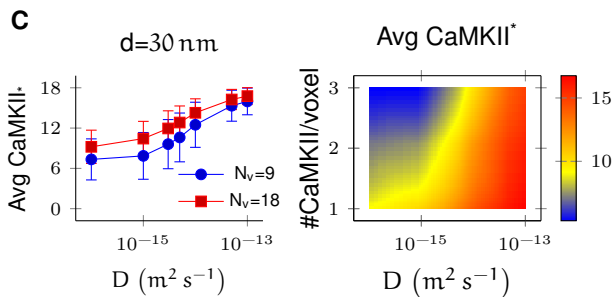 C
d=30 nm
Avg CaMKII*
18
12
6
0
Nᵥ=9
Nᵥ=18
10⁻¹⁵
10⁻¹³
D (m² s⁻¹)
Avg CaMKII*
#CaMKII/voxel
3
2
1
10⁻¹⁵
10⁻¹³
D (m² s⁻¹)
15
10